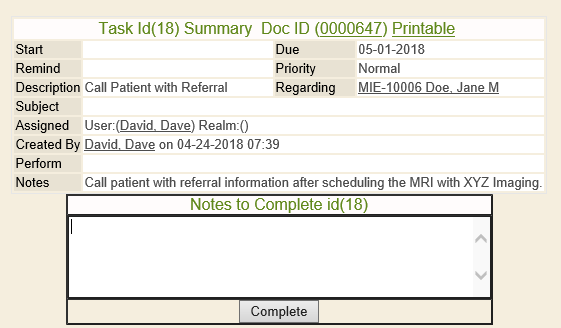 Task Id(18) Summary Doc ID (0000647) Printable
Start Due 05-01-2018
Remind Priority Normal
Description Call Patient with Referral Regarding MIE-10006 Doe, Jane M
Subject
Assigned User:(David, Dave) Realm:()
Created By David, Dave on 04-24-2018 07:39
Perform
Notes Call patient with referral information after scheduling the MRI with XYZ Imaging.
Notes to Complete id(18)
Complete